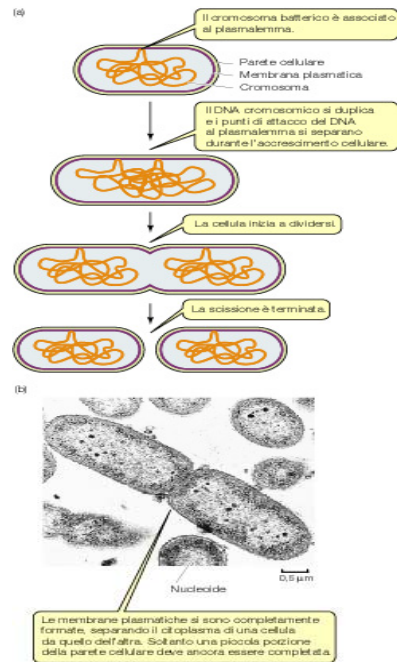 (a)
Il cromosoma batterico è associato
al plasmalemma.
Parete cellulare
Membrana plasmatica
Cromosoma
Il DNA cromosomico si duplica
e i punti di attacco del DNA
al plasmalemma si separano
durante l'accrescimento cellulare.
La cellula inizia a dividersi.
La scissione è terminata.
(b)
Nucleoide
0,5 µm
Le membrane plasmatiche si sono completamente
formate, separando il citoplasma di una cellula
da quello dell'altra. Soltanto una piccola porzione
della parete cellulare deve ancora essere completata.